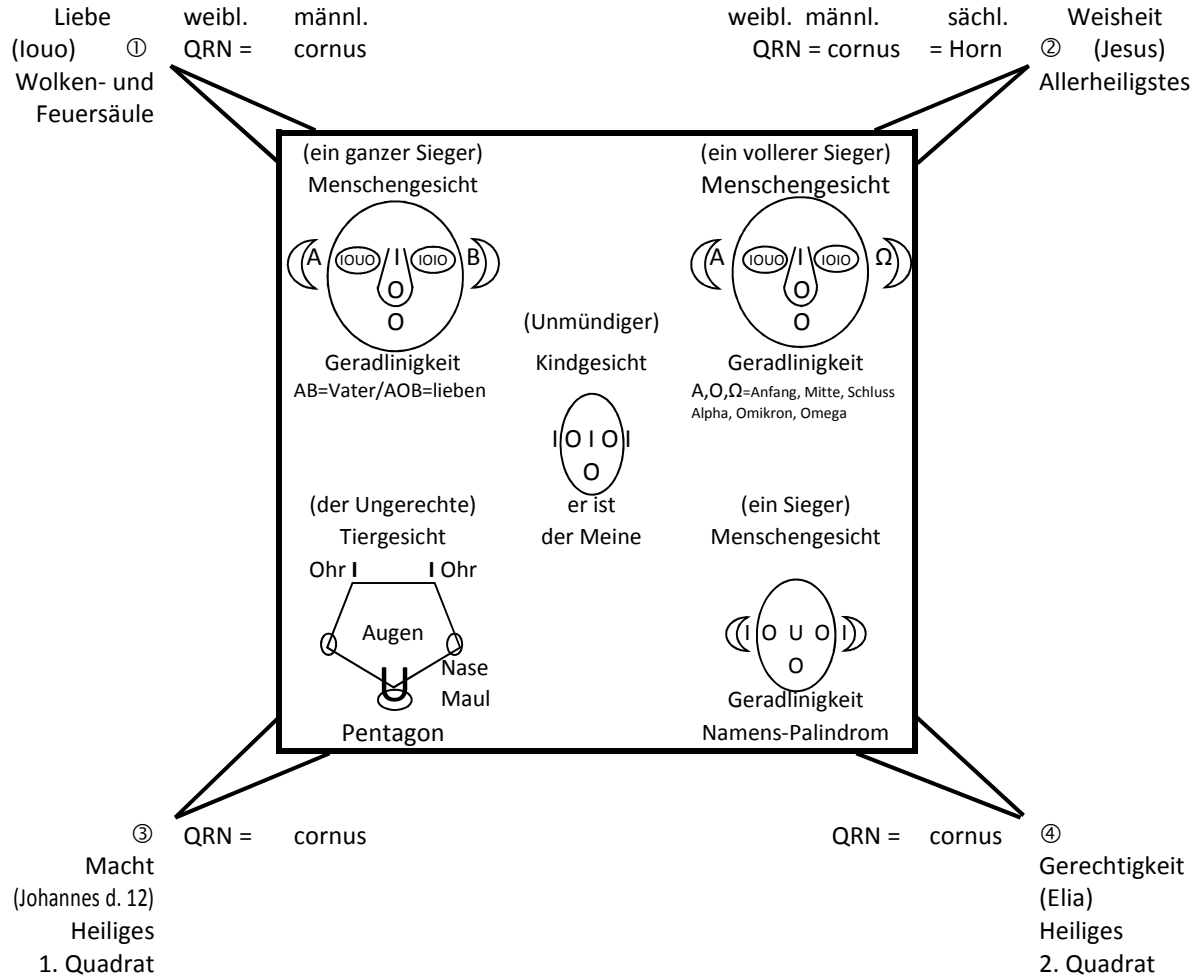 Liebe weibl. männl. weibl. männl. sächl. Weisheit
(Iouo) ① QRN = cornus QRN = cornus = Horn ② (Jesus)
Wolken- und Allerheiligstes
Feuersäule
(ein ganzer Sieger) (ein vollerer Sieger)
Menschengesicht Menschengesicht
A IOUO I IOIO B A IOUO I IOIO Ω
O O
O O
(Unmündiger)
Geradlinigkeit Kindgesicht Geradlinigkeit
AB=Vater/AOB=lieben A,O,Ω=Anfang, Mitte, Schluss
Alpha, Omikron, Omega
I O I O I
O
(der Ungerechte) er ist (ein Sieger)
Tiergesicht der Meine Menschengesicht
Ohr I I Ohr
Augen I O U O I
Nase O
U Maul Geradlinigkeit
Pentagon Namens-Palindrom
③ QRN = cornus QRN = cornus ④
Macht Gerechtigkeit
(Johannes d. 12) (Elia)
Heiliges Heiliges
1. Quadrat 2. Quadrat